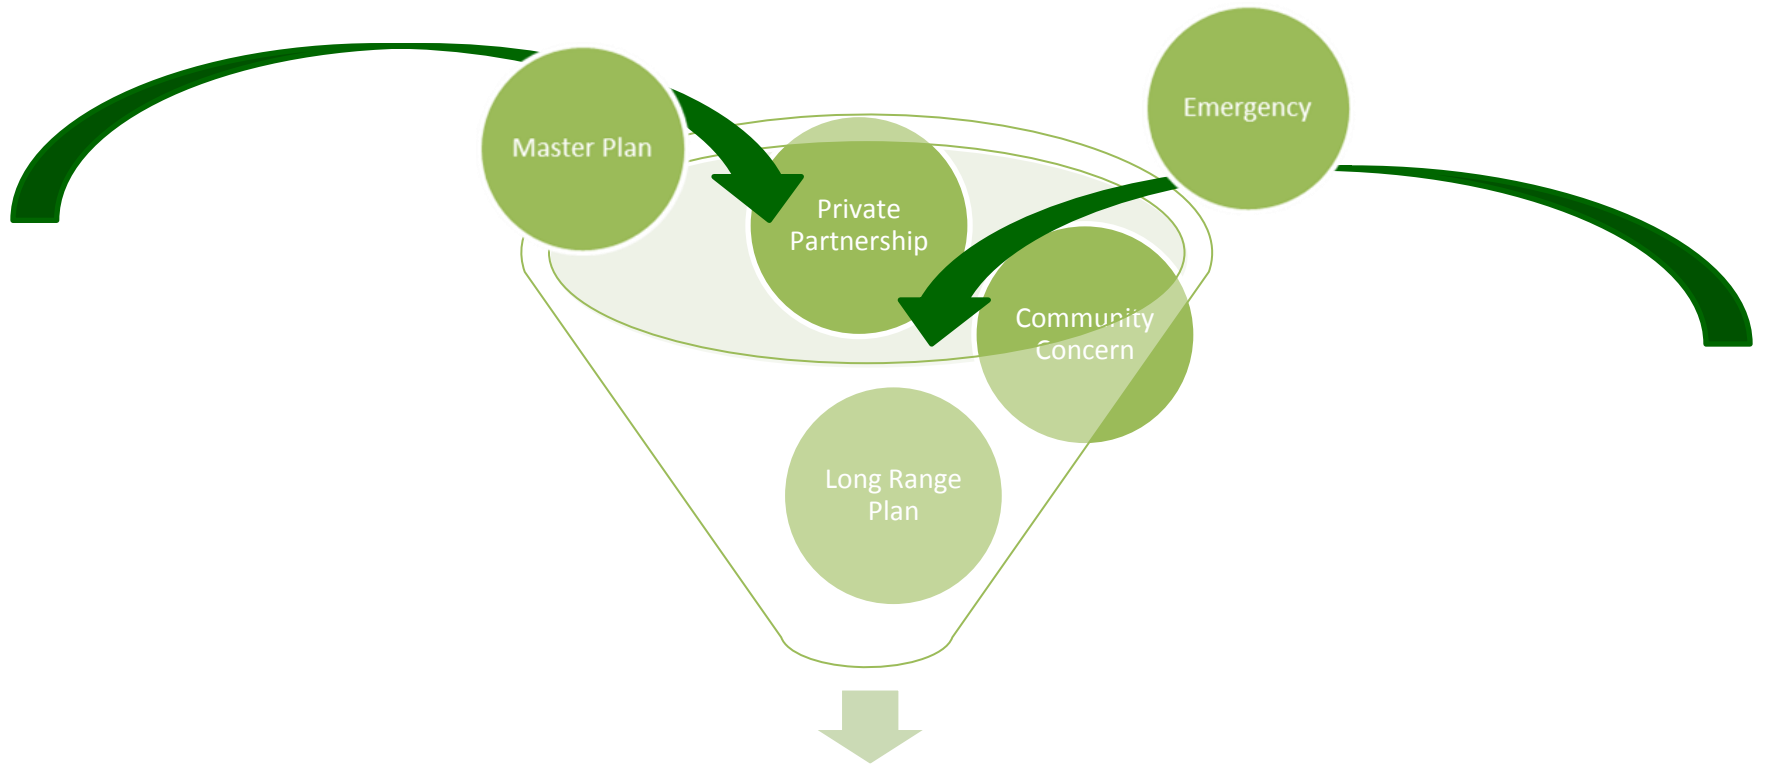 Emergency
Master Plan
Private
Partnership
Community
Concern
Long Range
Plan